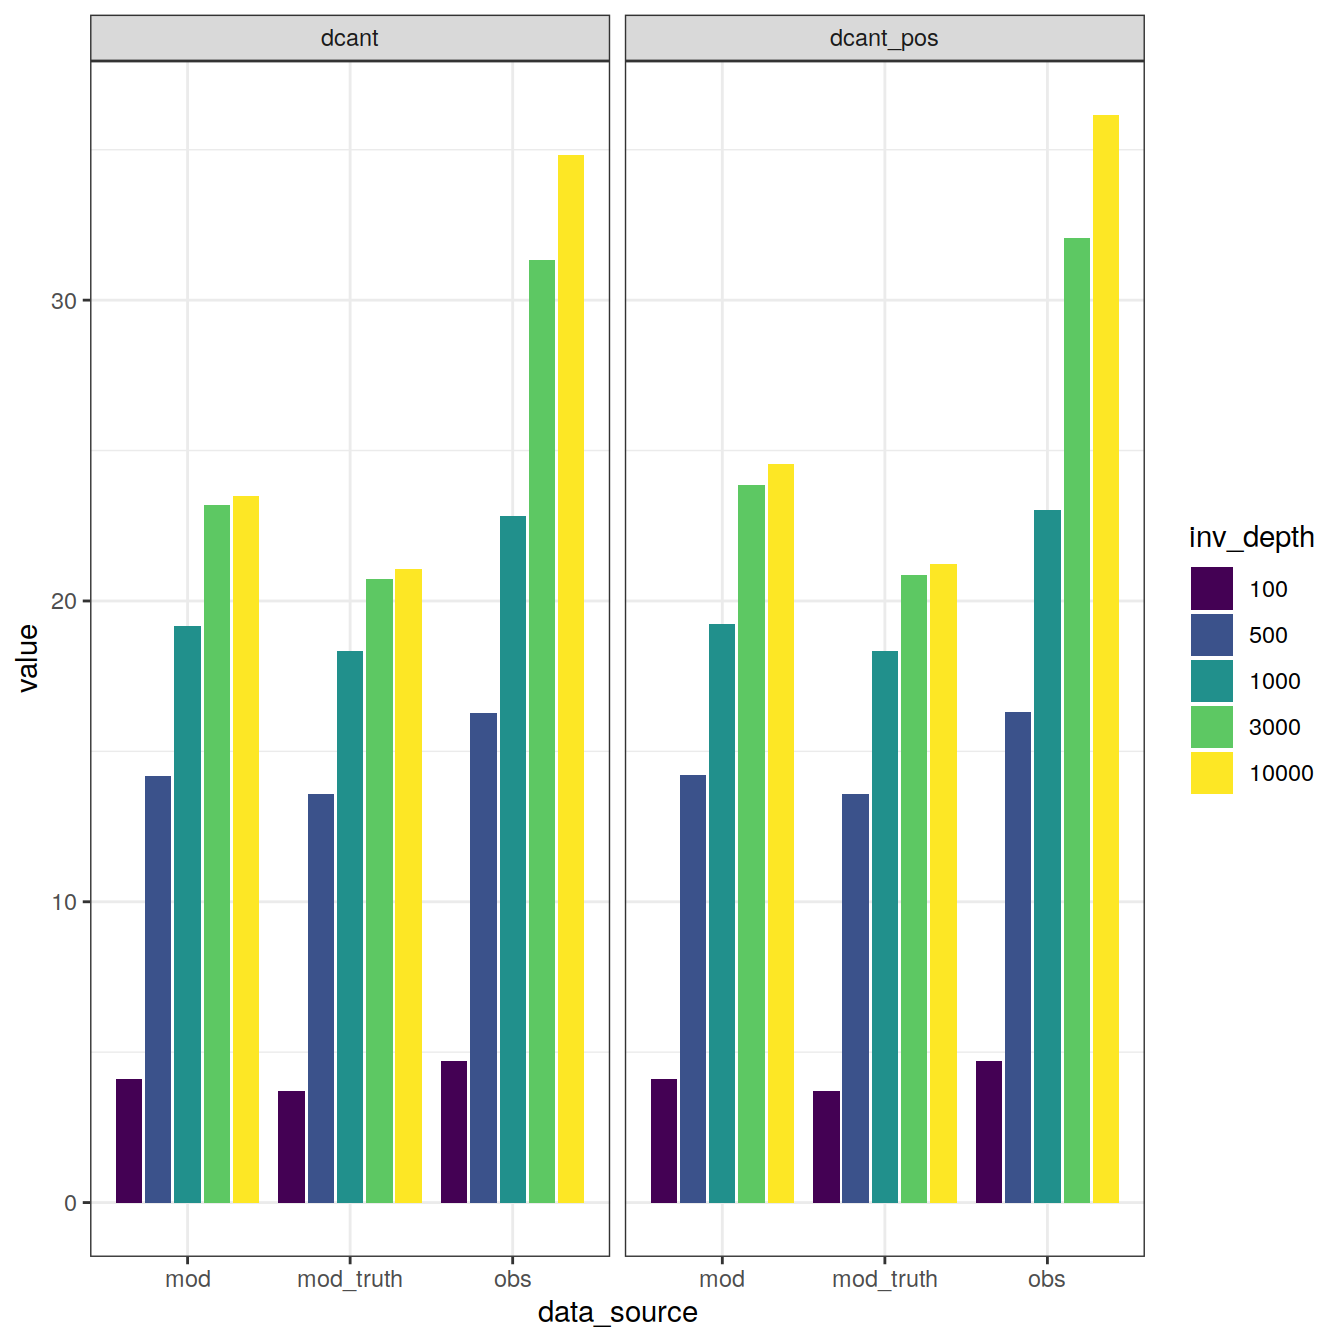 dcant
dcant_pos
value
30
20
10
0
mod
mod_truth
obs
mod
mod_truth
obs
data_source
inv_depth
100
500
1000
3000
10000